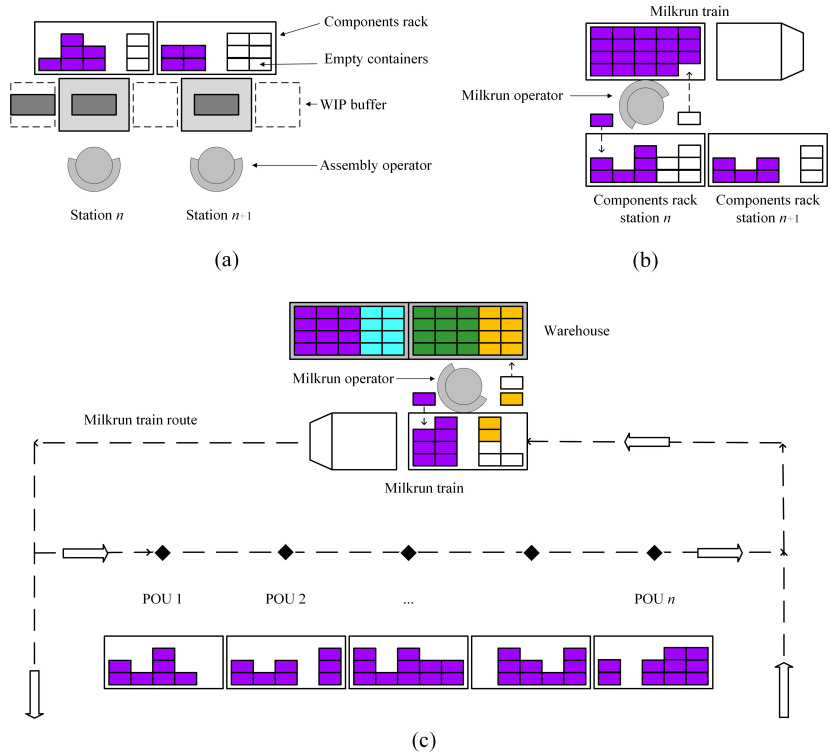 Components rack
Empty containers
WIP buffer
Assembly operator
Station n
Station n+1
(a)
Milkrun train
Milkrun operator
Components rack
station n
Components rack
station n+1
(b)
Warehouse
Milkrun operator
Milkrun train route
Milkrun train
POU 1
POU 2
...
POU n
(c)